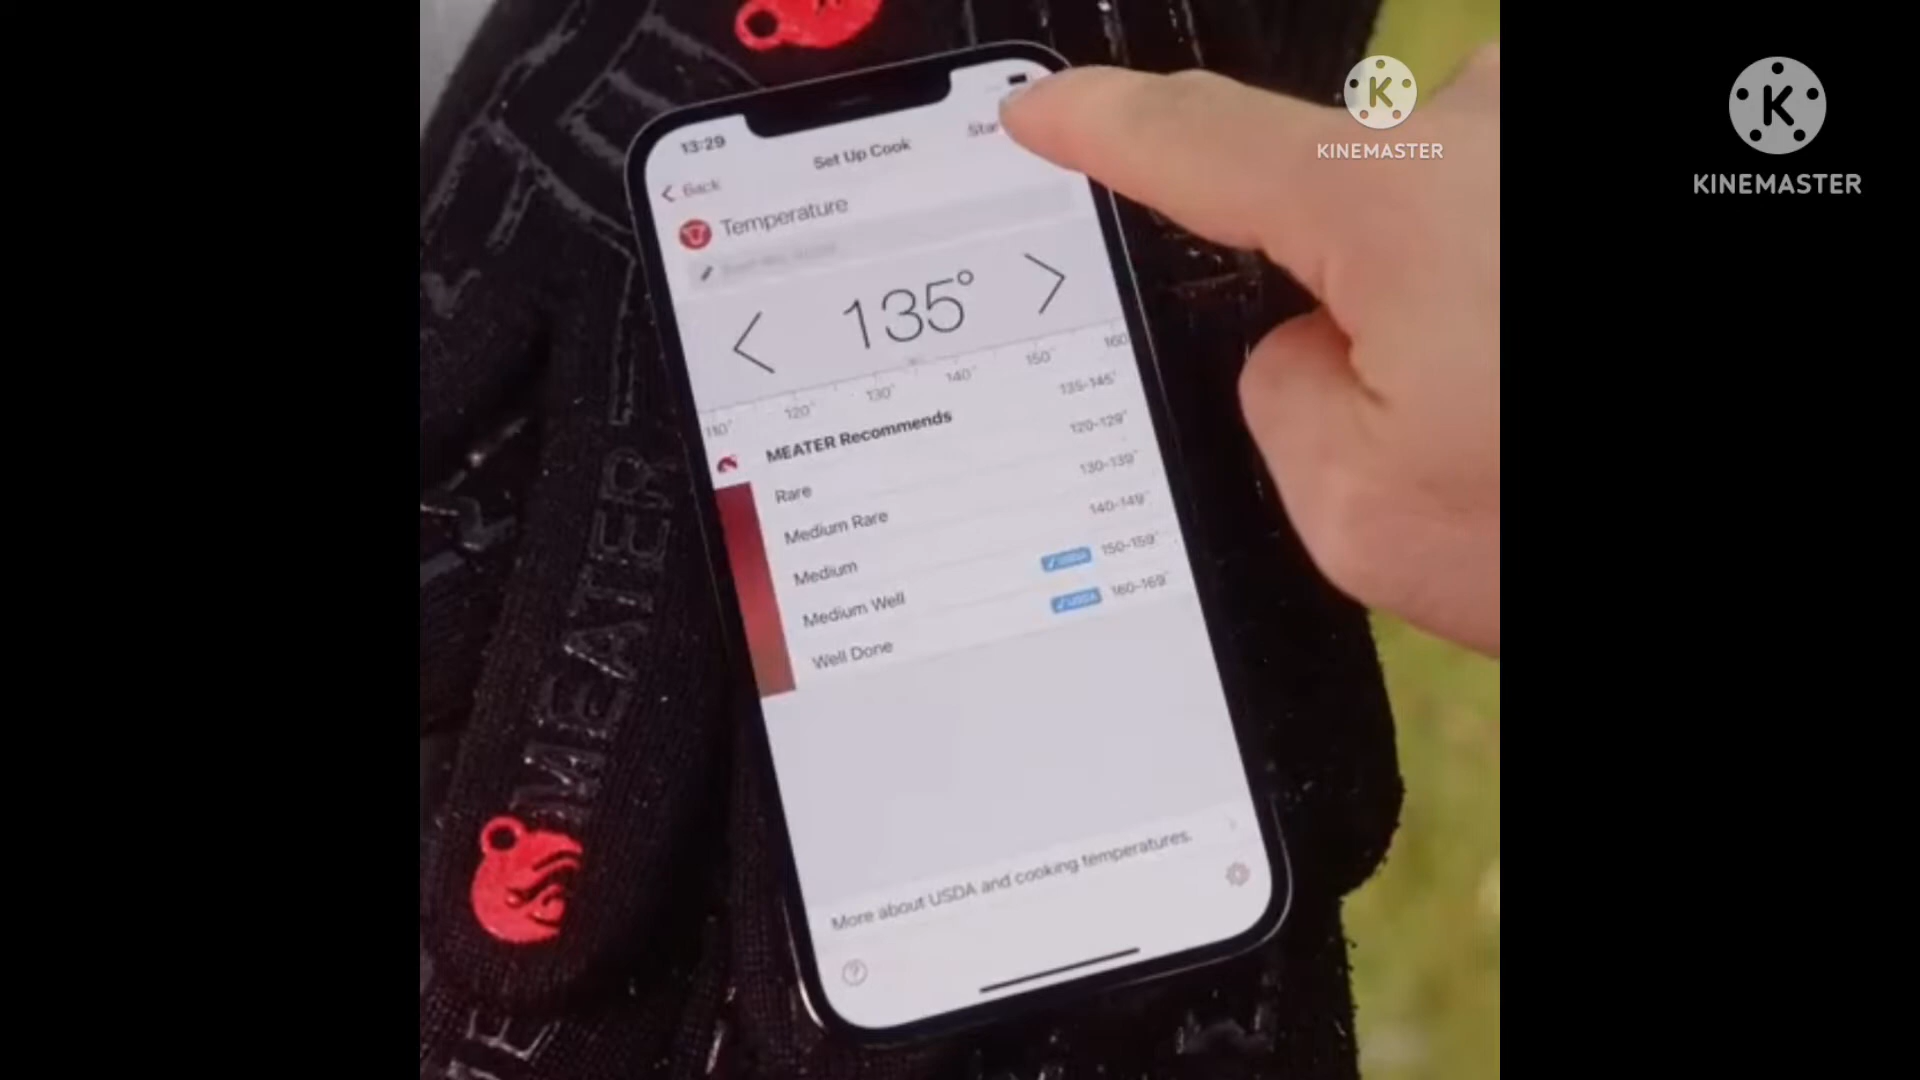 13:29
Set Up Cook
Back
Temperature
135°
110° 120° 130° 140° 150° 160
MEATER Recommends 135-145°
Rare 120-129°
Medium Rare 130-139°
Medium 140-149°
Medium Well USDA 150-159°
Well Done USDA 160-169°
More about USDA and cooking temperatures.
MEATER
KINEMASTER
KINEMASTER